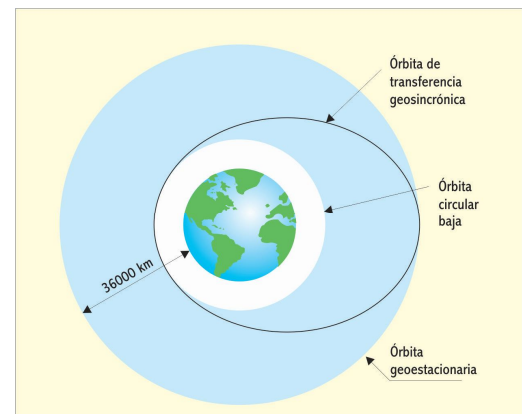 Órbita de
transferencia
geosincrónica
Órbita
circular
baja
36000 km
Órbita
geoestacionaria